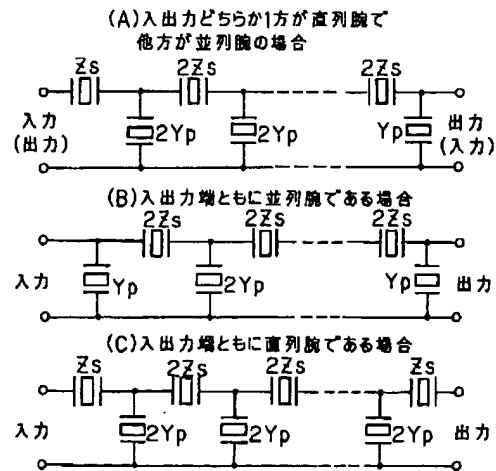 (A)入出力どちらか1方が直列腕で
他方が並列腕の場合
Zs 2Zs 2Zs
入力 2Yp 2Yp Yp 出力
(出力) (入力)
(B)入出力端ともに並列腕である場合
2Zs 2Zs 2Zs
入力 Yp 2Yp Yp 出力
(C)入出力端ともに直列腕である場合
Zs 2Zs 2Zs Zs
入力 2Yp 2Yp 2Yp 出力